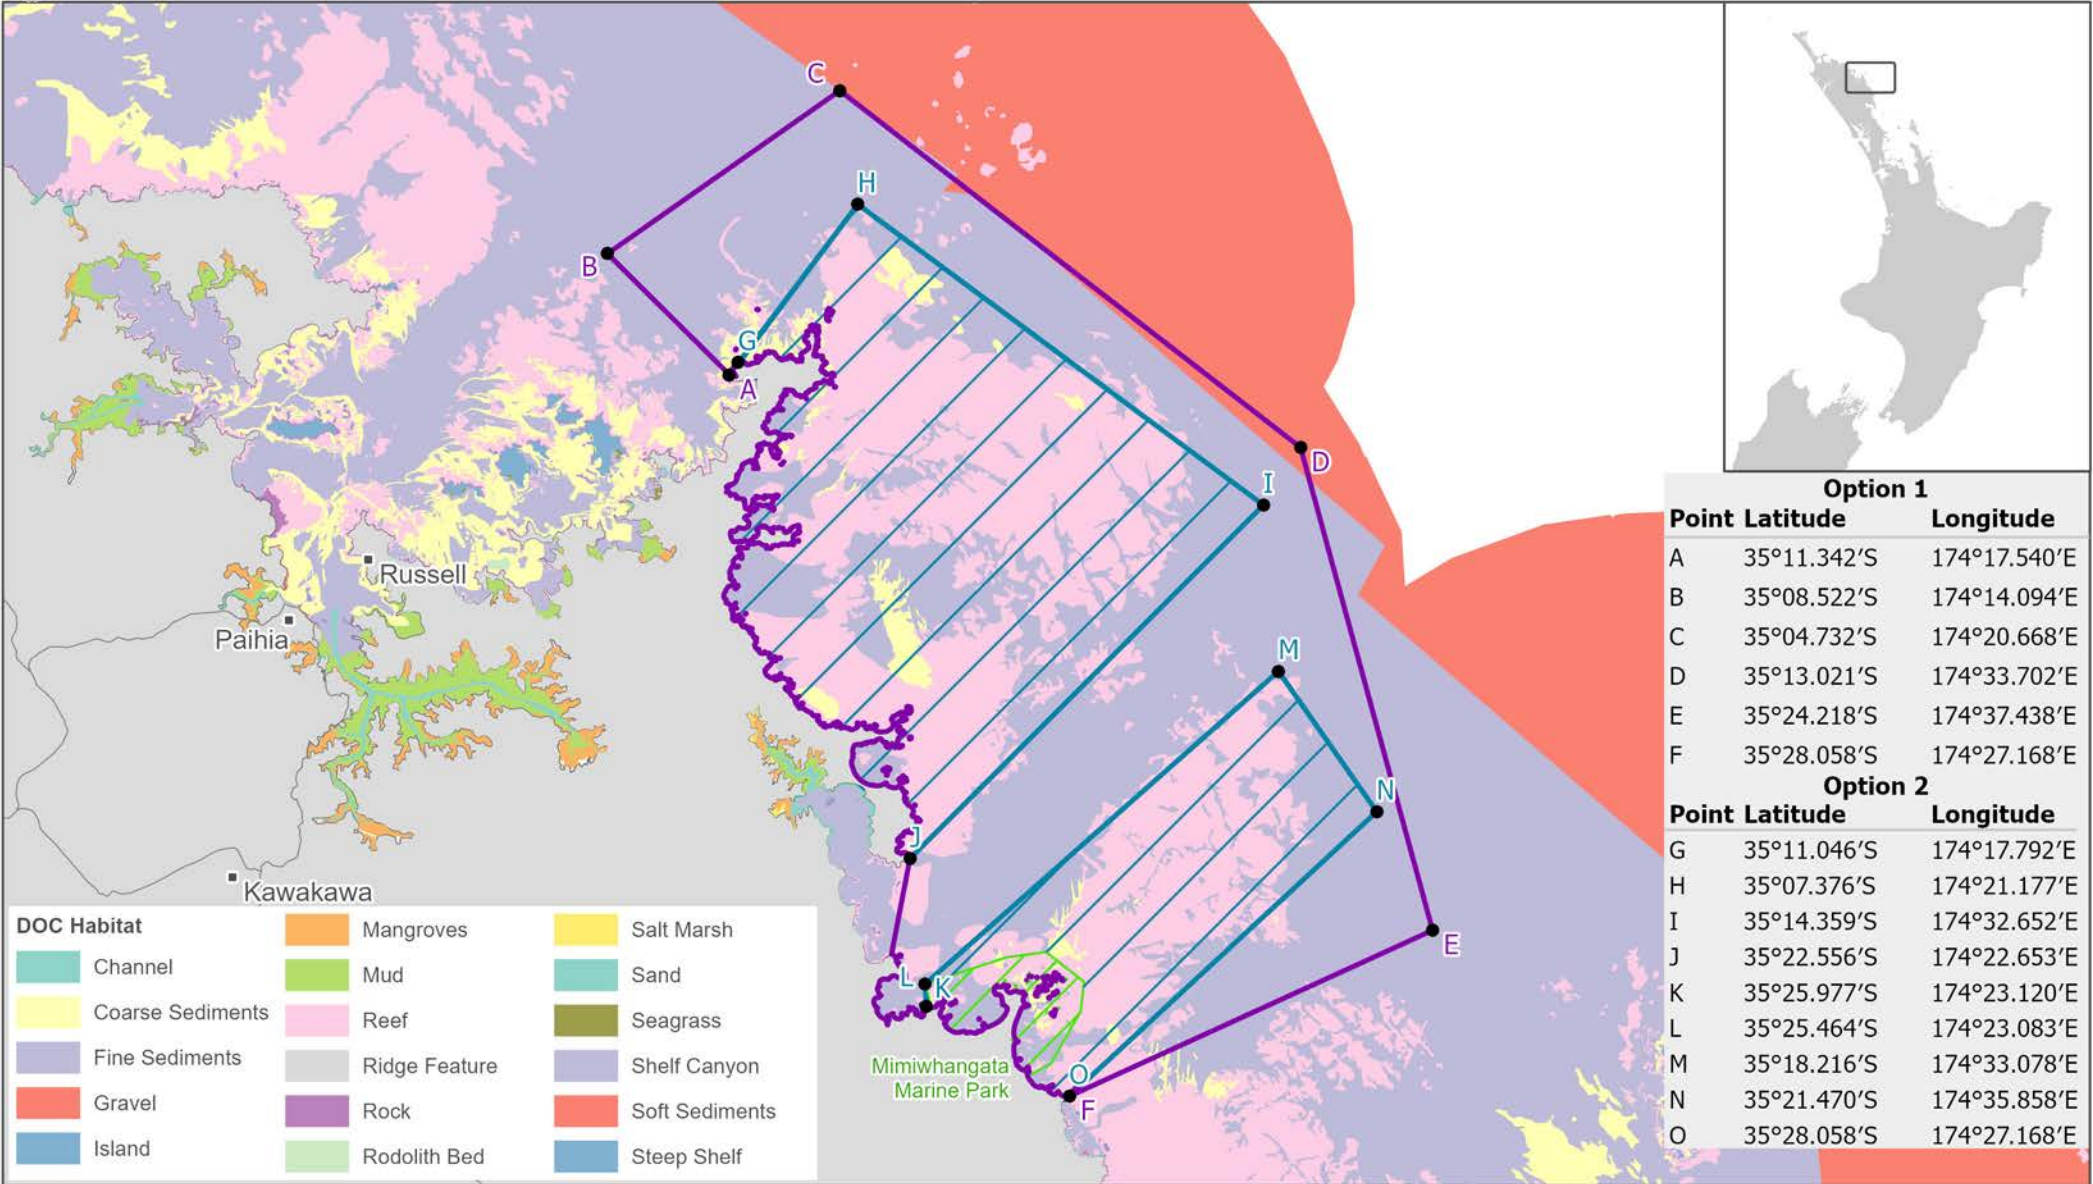 C
H
B
G
A
D
I
Russell
Paihia
M
N
J
Kawakawa
E
L
K
Mimiwhangata
Marine Park
O
F
DOC Habitat
Channel
Coarse Sediments
Fine Sediments
Gravel
Island
Mangroves
Mud
Reef
Ridge Feature
Rock
Rodolith Bed
Salt Marsh
Sand
Seagrass
Shelf Canyon
Soft Sediments
Steep Shelf
Option 1
Point Latitude Longitude
A 35°11.342′S 174°17.540′E
B 35°08.522′S 174°14.094′E
C 35°04.732′S 174°20.668′E
D 35°13.021′S 174°33.702′E
E 35°24.218′S 174°37.438′E
F 35°28.058′S 174°27.168′E
Option 2
Point Latitude Longitude
G 35°11.046′S 174°17.792′E
H 35°07.376′S 174°21.177′E
I 35°14.359′S 174°32.652′E
J 35°22.556′S 174°22.653′E
K 35°25.977′S 174°23.120′E
L 35°25.464′S 174°23.083′E
M 35°18.216′S 174°33.078′E
N 35°21.470′S 174°35.858′E
O 35°28.058′S 174°27.168′E